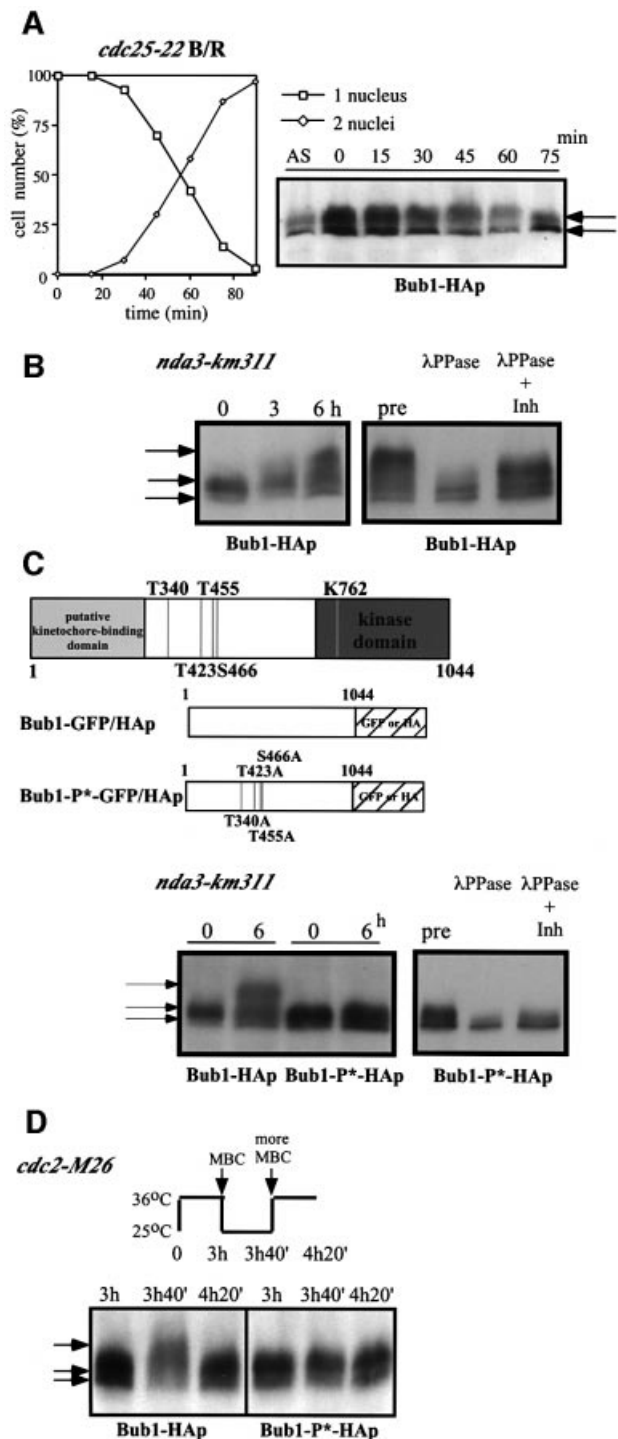 A
cdc25-22 B/R
100
75
50
25
0
cell number (%)
0 20 40 60 80
time (min)
1 nucleus
2 nuclei
min
AS 0 15 30 45 60 75
Bub1-HAp
B
nda3-km311
0 3 6 h
Bub1-HAp
λPPase
λPPase
+
Inh
pre
Bub1-HAp
C
T340 T455 K762
putative
kinetochore-binding
domain
kinase
domain
1 T423S466 1044
1 1044
Bub1-GFP/HAp
GFP or HA
S466A
1 T423A 1044
Bub1-P*-GFP/HAp
GFP or HA
T340A
T455A
nda3-km311
0 6 0 6 h
Bub1-HAp Bub1-P*-HAp
λPPase
λPPase
+
Inh
pre
Bub1-P*-HAp
D
cdc2-M26
MBC
more
MBC
36°C
25°C
0 3h 3h40' 4h20'
3h 3h40' 4h20' 3h 3h40' 4h20'
Bub1-HAp Bub1-P*-HAp